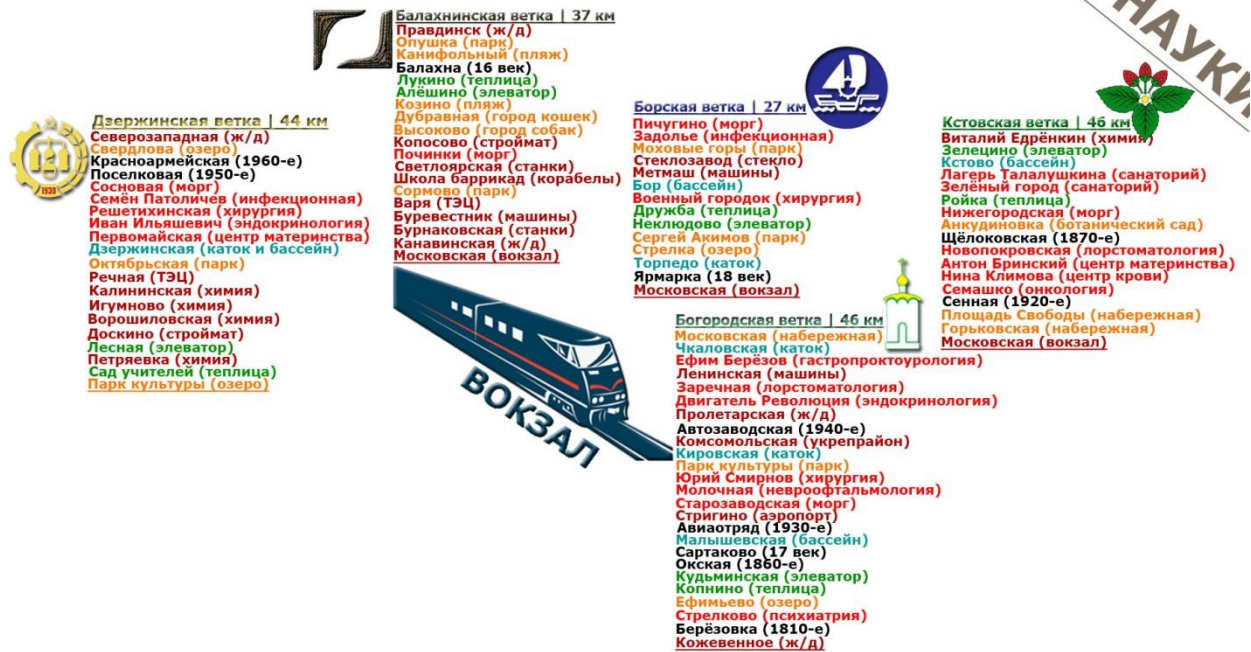 НАУКИ
Балахнинская ветка | 37 км
Правдинск (ж/д)
Опушка (парк)
Канифольный (пляж)
Балахна (16 век)
Лукино (теплица)
Алёшино (элеватор)
Козино (пляж)
Дубравная (город кошек)
Высоково (город собак)
Копосово (строймат)
Починки (морг)
Светлоярская (станки)
Школа баррикад (корабелы)
Сормово (парк)
Варя (ТЭЦ)
Буревестник (машины)
Бурнаковская (станки)
Канавинская (ж/д)
Московская (вокзал)
Дзержинская ветка | 44 км
Северозападная (ж/д)
Свердлова (озеро)
Красноармейская (1960-е)
Поселковая (1950-е)
Сосновая (морг)
Семён Патоличев (инфекционная)
Решетихинская (хирургия)
Иван Ильяшевич (эндокринология)
Первомайская (центр материнства)
Дзержинская (каток и бассейн)
Октябрьская (парк)
Речная (ТЭЦ)
Калининская (химия)
Игумново (химия)
Ворошиловская (химия)
Доскино (строймат)
Лесная (элеватор)
Петряевка (химия)
Сад учителей (теплица)
Парк культуры (озеро)
1930
Борская ветка | 27 км
Пичугино (морг)
Задолье (инфекционная)
Моховые горы (парк)
Стеклозавод (стекло)
Метмаш (машины)
Бор (бассейн)
Военный городок (хирургия)
Дружба (теплица)
Неклюдово (элеватор)
Сергей Акимов (парк)
Стрелка (озеро)
Торпедо (каток)
Ярмарка (18 век)
Московская (вокзал)
Кстовская ветка | 46 км
Виталий Едрёнкин (химия)
Зелецино (элеватор)
Кстово (бассейн)
Лагерь Талалушкина (санаторий)
Зелёный город (санаторий)
Ройка (теплица)
Нижегородская (морг)
Анкудиновка (ботанический сад)
Щёлоковская (1870-е)
Новопокровская (лорстоматология)
Антон Бринский (центр материнства)
Нина Климова (центр крови)
Семашко (онкология)
Сенная (1920-е)
Площадь Свободы (набережная)
Горьковская (набережная)
Московская (вокзал)
Богородская ветка | 46 км
Московская (набережная)
Чкаловская (каток)
Ефим Берёзов (гастропроктоурология)
Ленинская (машины)
Заречная (лорстоматология)
Двигатель Революция (эндокринология)
Пролетарская (ж/д)
Автозаводская (1940-е)
Комсомольская (укрепрайон)
Кировская (каток)
Парк культуры (парк)
Юрий Смирнов (хирургия)
Молочная (невроофтальмология)
Старозаводская (морг)
Стригино (аэропорт)
Авиаотряд (1930-е)
Малышевская (бассейн)
Сартаково (17 век)
Окская (1860-е)
Кудьминская (элеватор)
Копнино (теплица)
Ефимьево (озеро)
Стрелково (психиатрия)
Берёзовка (1810-е)
Кожевенное (ж/д)
ВОКЗАЛ